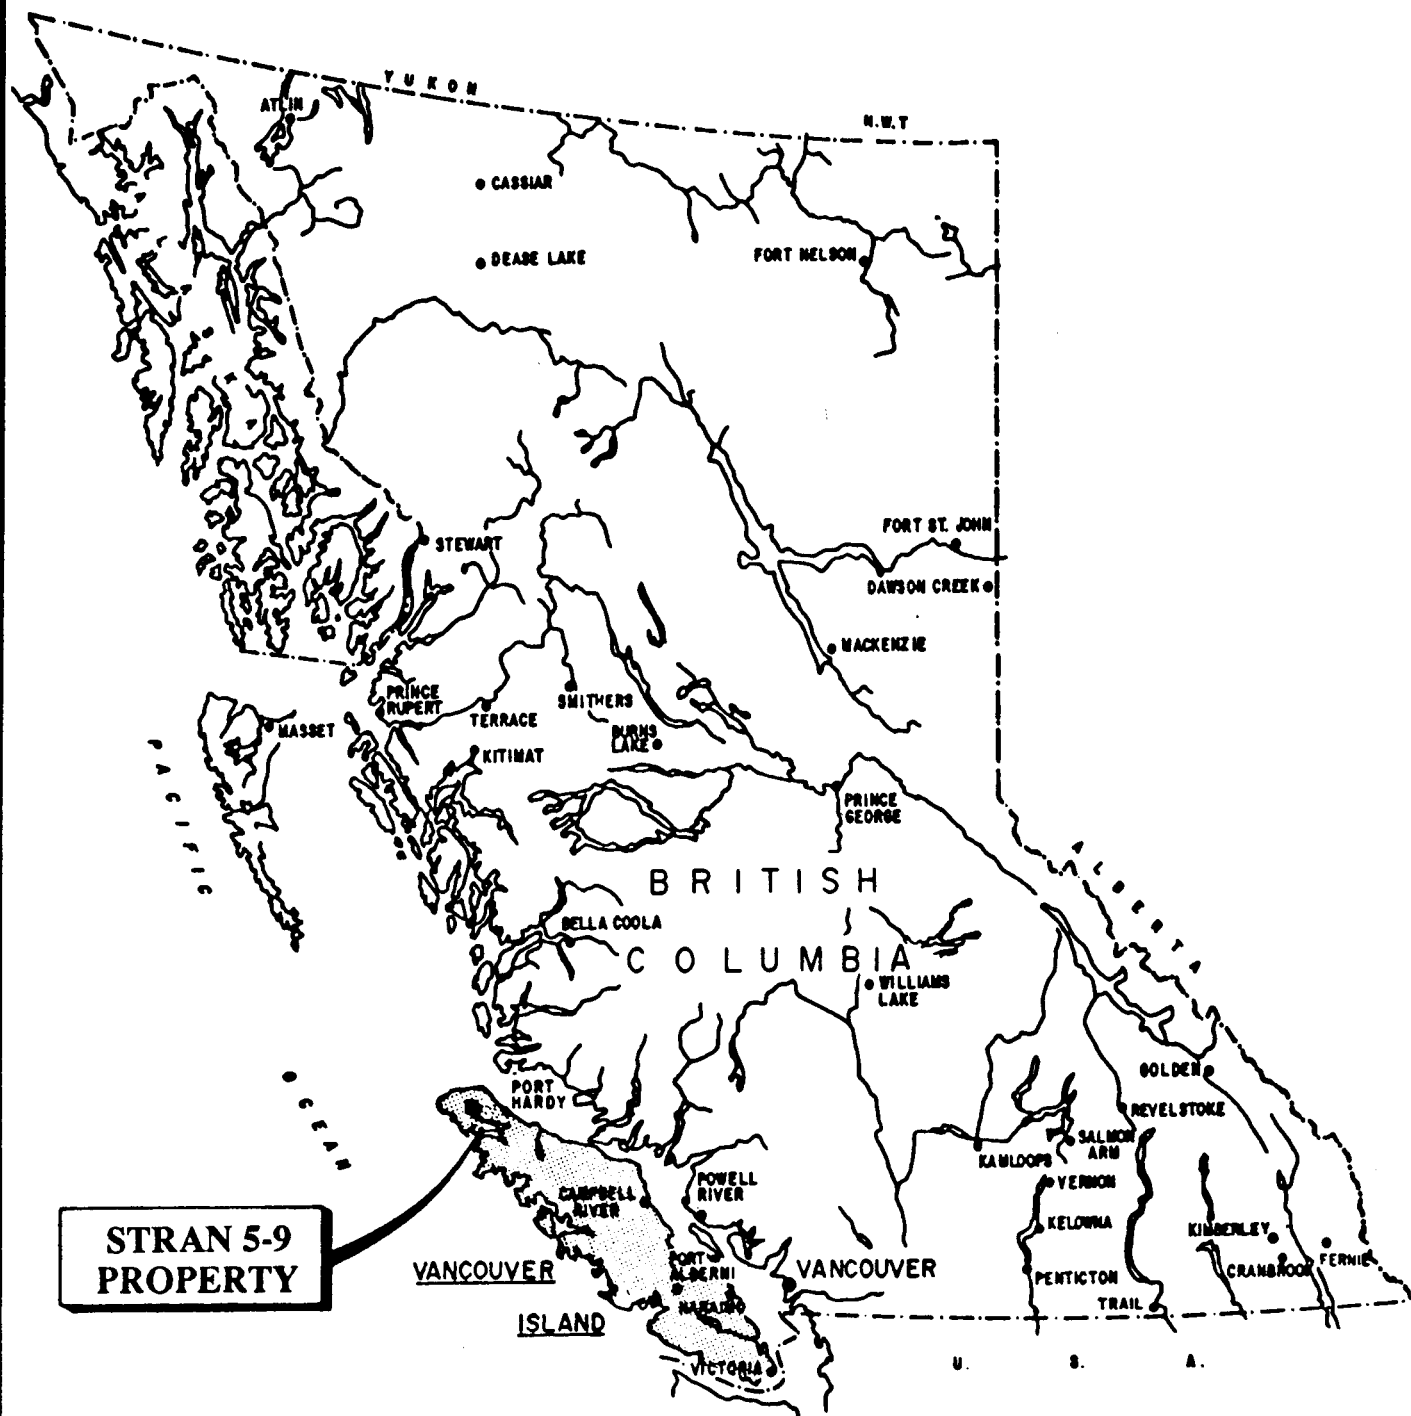 YUKON
N.W.T
ATLIN
CASSIAR
DEASE LAKE
FORT NELSON
STEWART
FORT ST. JOHN
DAWSON CREEK
MACKENZIE
PRINCE
RUPERT
TERRACE
SMITHERS
MASSET
BURNS
LAKE
KITIMAT
PACIFIC
PRINCE
GEORGE
ALBERTA
BRITISH
BELLA COOLA
COLUMBIA
WILLIAMS
LAKE
OCEAN
PORT
HARDY
GOLDEN
REVELSTOKE
SALMON
ARM
KAMLOOPS
VERNON
POWELL
RIVER
CAMPBELL
RIVER
STRAN 5-9
PROPERTY
KELOWNA
KIMBERLEY
FERNIE
CRANBROOK
PORT
ALBERNI
VANCOUVER
VANCOUVER
PENTICTON
NANAIMO
TRAIL
ISLAND
VICTORIA
U. S. A.